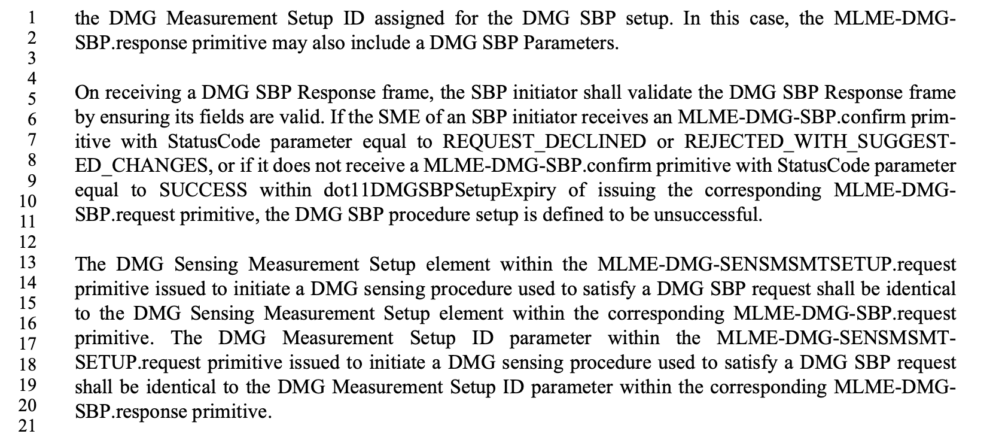 1 the DMG Measurement Setup ID assigned for the DMG SBP setup. In this case, the MLME-DMG-
2 SBP.response primitive may also include a DMG SBP Parameters.
3
4
5 On receiving a DMG SBP Response frame, the SBP initiator shall validate the DMG SBP Response frame
6 by ensuring its fields are valid. If the SME of an SBP initiator receives an MLME-DMG-SBP.confirm prim-
7 itive with StatusCode parameter equal to REQUEST_DECLINED or REJECTED_WITH_SUGGEST-
8 ED_CHANGES, or if it does not receive a MLME-DMG-SBP.confirm primitive with StatusCode parameter
9 equal to SUCCESS within dot11DMGSBPSetupExpiry of issuing the corresponding MLME-DMG-
10
11 SBP.request primitive, the DMG SBP procedure setup is defined to be unsuccessful.
12
13 The DMG Sensing Measurement Setup element within the MLME-DMG-SENSMSMTSETUP.request
14 primitive issued to initiate a DMG sensing procedure used to satisfy a DMG SBP request shall be identical
15 to the DMG Sensing Measurement Setup element within the corresponding MLME-DMG-SBP.request
16
17 primitive. The DMG Measurement Setup ID parameter within the MLME-DMG-SENSMSMT-
18 SETUP.request primitive issued to initiate a DMG sensing procedure used to satisfy a DMG SBP request
19 shall be identical to the DMG Measurement Setup ID parameter within the corresponding MLME-DMG-
20 SBP.response primitive.
21